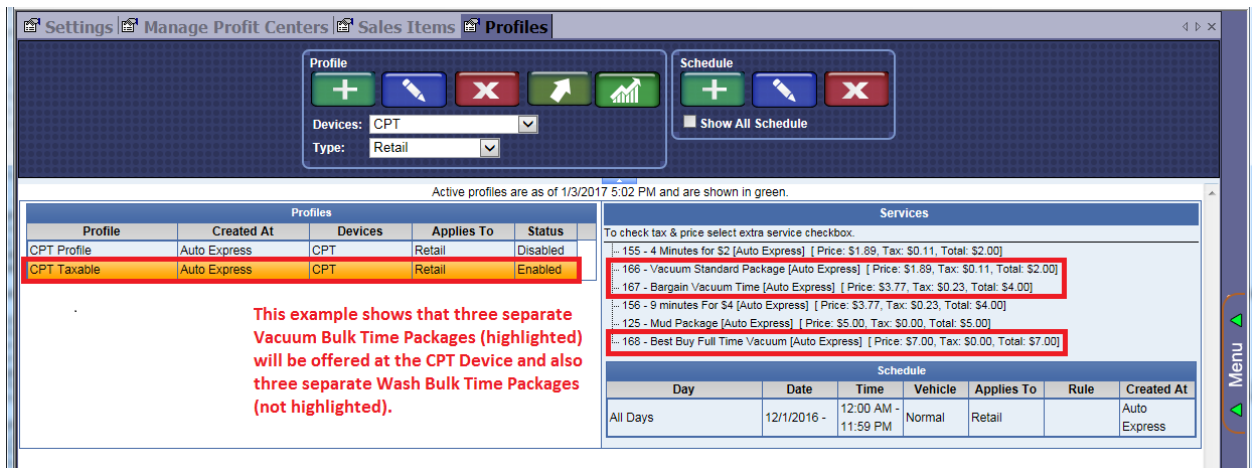 Settings Manage Profit Centers Sales Items Profiles
Profile
Schedule
Devices: CPT
Show All Schedule
Type: Retail
Active profiles are as of 1/3/2017 5:02 PM and are shown in green.
Profiles
Profile Created At Devices Applies To Status
CPT Profile Auto Express CPT Retail Disabled
CPT Taxable Auto Express CPT Retail Enabled
This example shows that three separate
Vacuum Bulk Time Packages (highlighted)
will be offered at the CPT Device and also
three separate Wash Bulk Time Packages
(not highlighted).
Services
To check tax & price select extra service checkbox.
155 - 4 Minutes for $2 [Auto Express] [ Price: $1.89, Tax: $0.11, Total: $2.00]
166 - Vacuum Standard Package [Auto Express] [ Price: $1.89, Tax: $0.11, Total: $2.00]
167 - Bargain Vacuum Time [Auto Express] [ Price: $3.77, Tax: $0.23, Total: $4.00]
156 - 9 minutes For $4 [Auto Express] [ Price: $3.77, Tax: $0.23, Total: $4.00]
125 - Mud Package [Auto Express] [ Price: $5.00, Tax: $0.00, Total: $5.00]
168 - Best Buy Full Time Vacuum [Auto Express] [ Price: $7.00, Tax: $0.00, Total: $7.00]
Schedule
Day Date Time Vehicle Applies To Rule Created At
All Days 12/1/2016 - 12:00 AM - 11:59 PM Normal Retail Auto Express
Menu